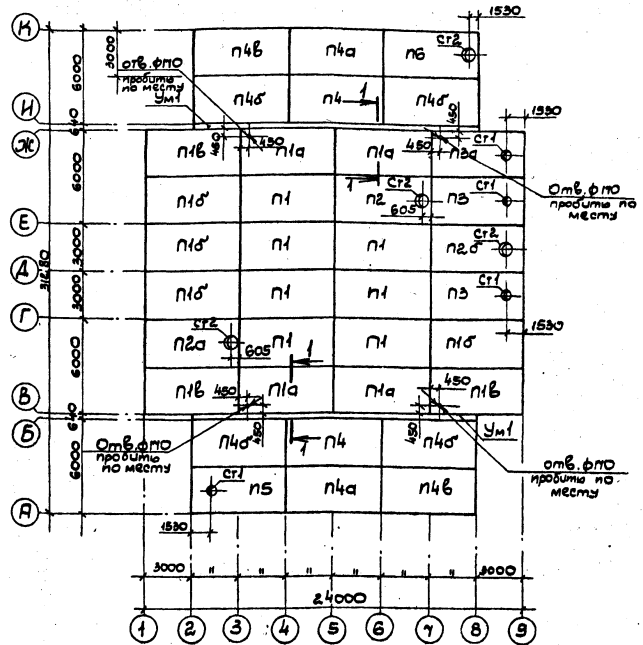 К
И
Ж
Е
Д
Г
В
Б
А
3000
6000
640
6000
3000
3000
6000
640
6000
31280
1530
П4в П4а П6 Ст2
отв. ф110
пробить
по месту
Ум1
П4б П4 1 П4б
450
450
450
450
1530
П1в П1а П1а П3а Ст1
1
Отв. ф110
пробить по
месту
П1б П1 П2 Ст2 П3 Ст1
605
П1б П1 П1 П2б Ст2
П1б П1 П1 П3 Ст1
1530
Ст2
П2а П1 П1 П1б
605 1
П1в 450 П1а П1а 450 П1в
450
450
Ум1
Отв. ф110
пробить
по месту
П4б П4 П4б
1
отв. ф110
пробить по
месту
Ст1
П5 П4а П4в
1530
3000 " " " " " " 3000
24000
1 2 3 4 5 6 7 8 9